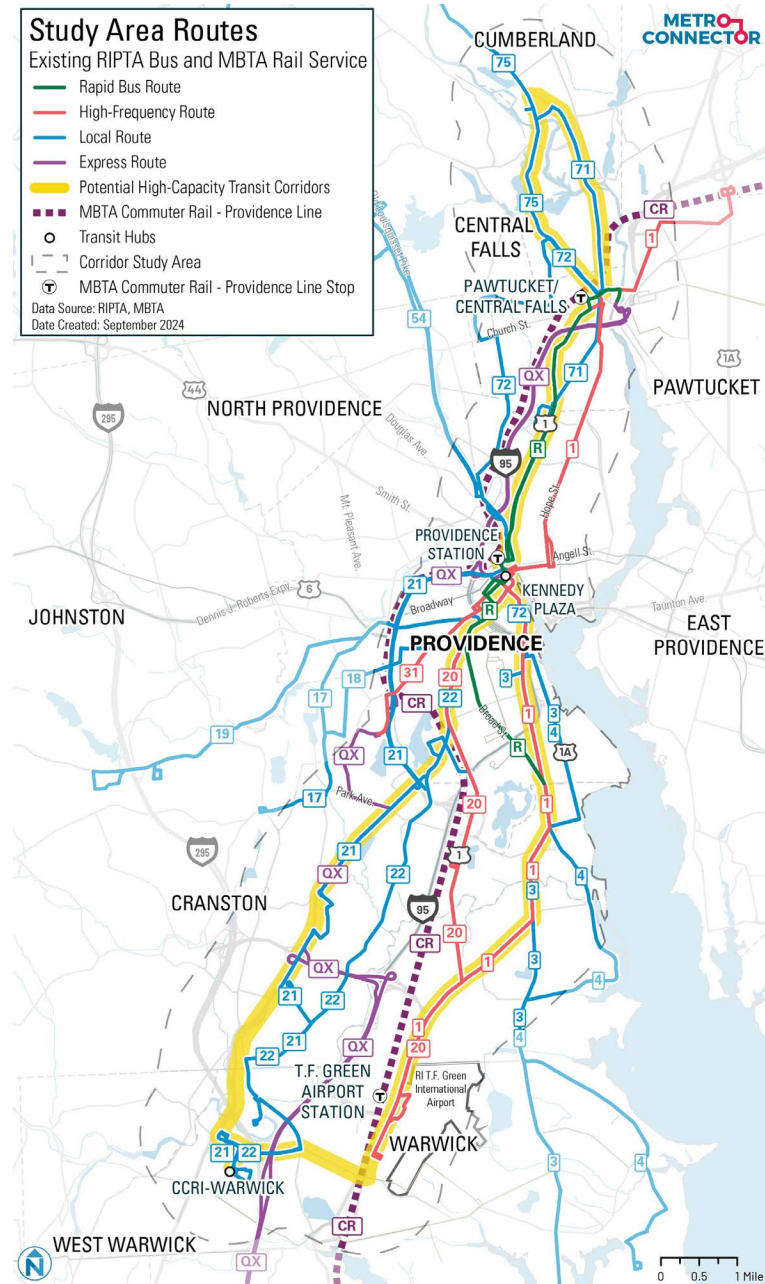 Study Area Routes
Existing RIPTA Bus and MBTA Rail Service
Rapid Bus Route
High-Frequency Route
Local Route
Express Route
Potential High-Capacity Transit Corridors
MBTA Commuter Rail - Providence Line
Transit Hubs
Corridor Study Area
T MBTA Commuter Rail - Providence Line Stop
Data Source: RIPTA, MBTA
Date Created: September 2024
METRO
CONNECTOR
CUMBERLAND
75
71
75
CR
1
CENTRAL
FALLS
72
PAWTUCKET/
CENTRAL FALLS
T
54
Church St.
1A
QX
71
72
PAWTUCKET
44
NORTH PROVIDENCE
295
1
Douglas Ave.
R
1
95
Smith St.
Hope St.
Mt. Pleasant Ave.
PROVIDENCE
STATION
T
Angell St.
QX
21
6
KENNEDY
PLAZA
Dennis J. Roberts Expy.
Broadway
Taunton Ave.
JOHNSTON
R
72
EAST
PROVIDENCE
PROVIDENCE
31
20
18
3
22
17
CR
1
3
4
Broad St.
19
R
1A
QX
21
Park Ave.
17
20
1
295
21
1
QX
22
1
3
4
CRANSTON
95
20
CR
1
3
QX
4
21
22
3
4
21
1
22
QX
20
T.F. GREEN
AIRPORT
STATION
T
RI T.F. Green
International
Airport
WARWICK
21
22
3
4
CCRI-WARWICK
CR
WEST WARWICK
QX
N
0
0.5
1 Mile